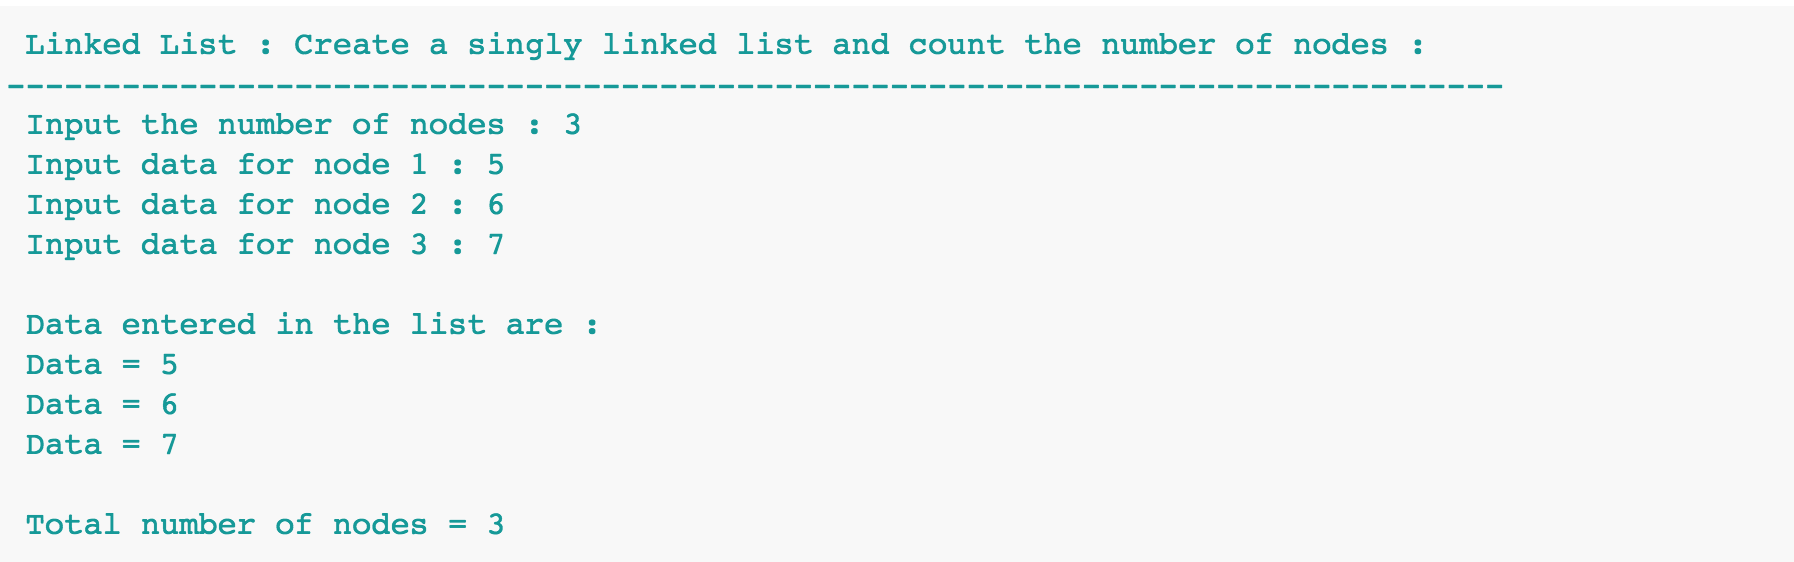 Linked List : Create a singly linked list and count the number of nodes :
------------------------------------------------------------------------------
Input the number of nodes : 3
Input data for node 1 : 5
Input data for node 2 : 6
Input data for node 3 : 7
Data entered in the list are :
Data = 5
Data = 6
Data = 7
Total number of nodes = 3